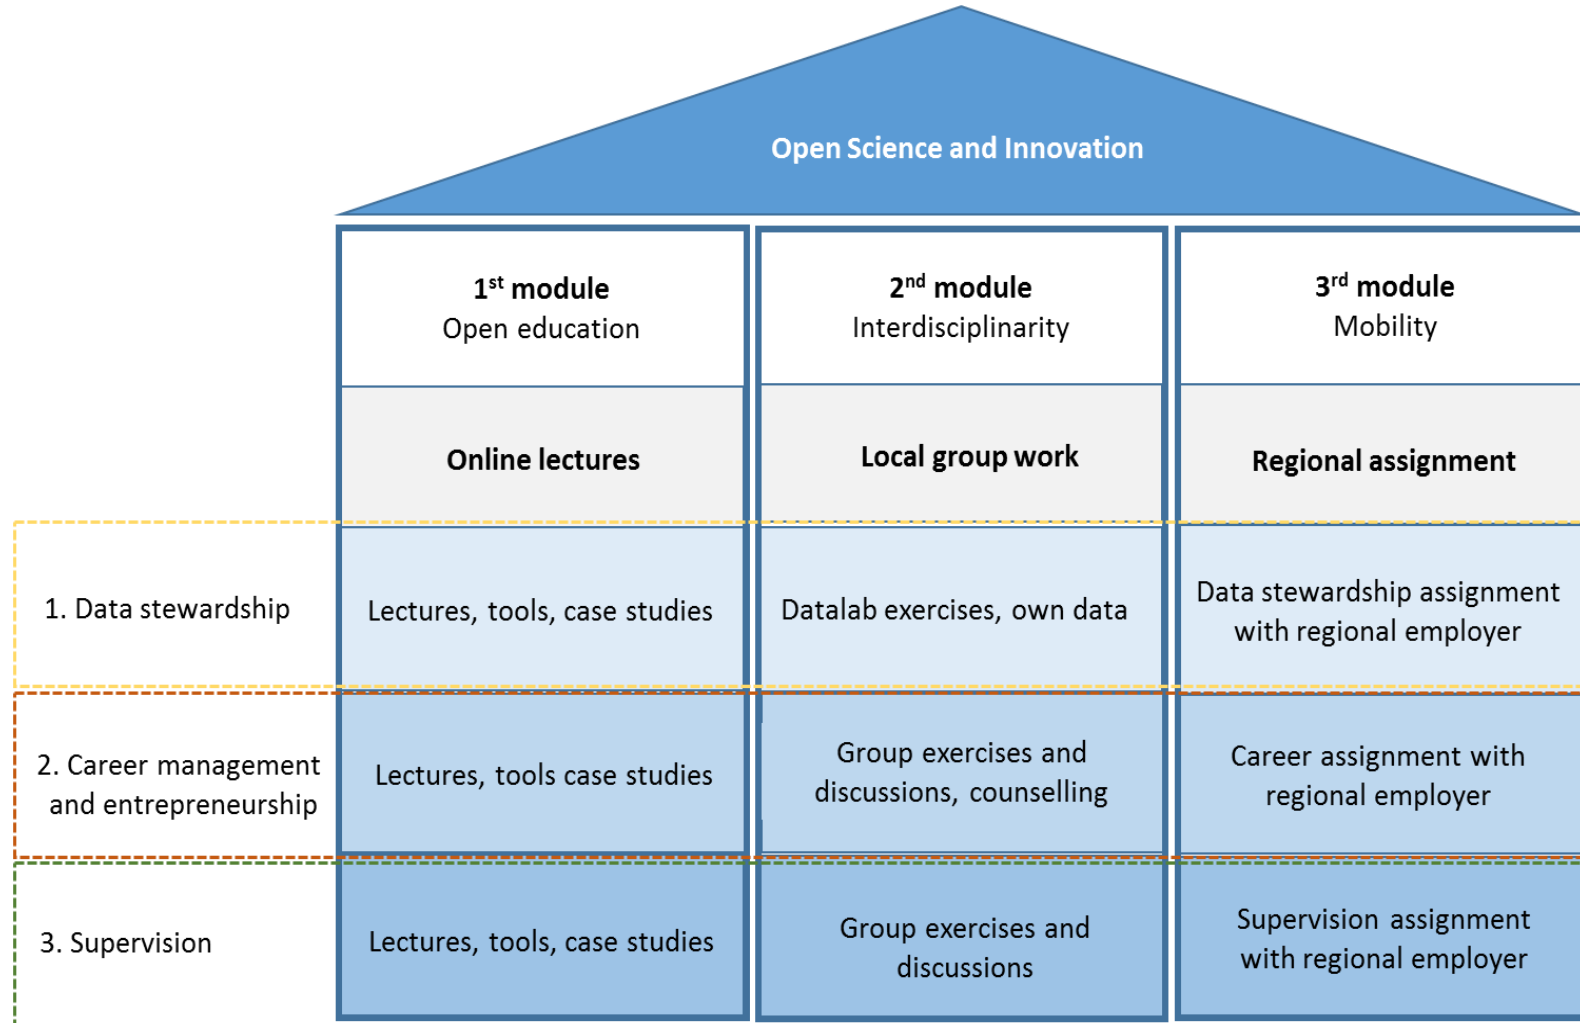 Open Science and Innovation
1st module
Open education
2nd module
Interdisciplinarity
3rd module
Mobility
Online lectures
Local group work
Regional assignment
1. Data stewardship
Lectures, tools, case studies
Datalab exercises, own data
Data stewardship assignment
with regional employer
2. Career management
and entrepreneurship
Lectures, tools case studies
Group exercises and
discussions, counselling
Career assignment with
regional employer
3. Supervision
Lectures, tools, case studies
Group exercises and
discussions
Supervision assignment
with regional employer